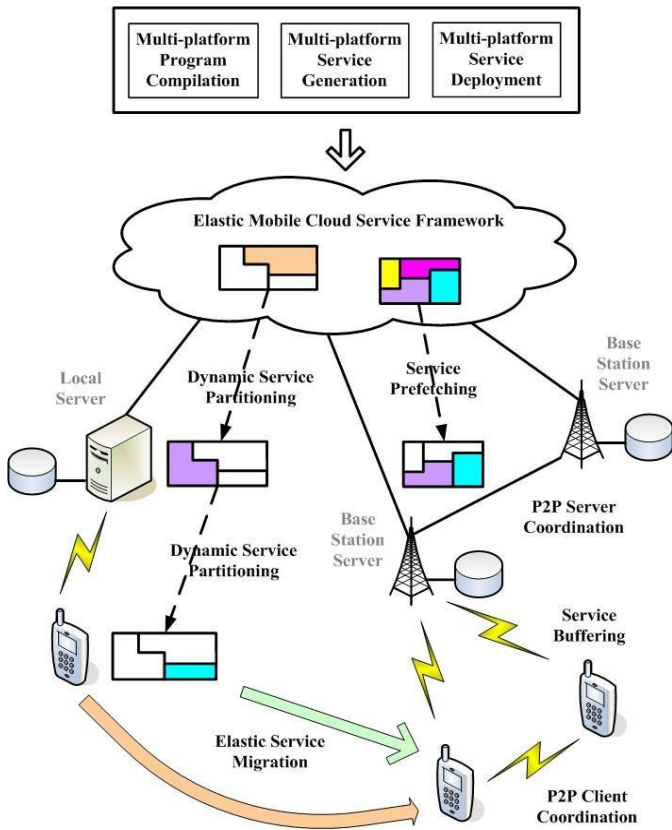 Multi-platform
Program
Compilation
Multi-platform
Service
Generation
Multi-platform
Service
Deployment
Elastic Mobile Cloud Service Framework
Local
Server
Dynamic Service
Partitioning
Service
Prefetching
Base
Station
Server
P2P Server
Coordination
Base
Station
Server
Dynamic Service
Partitioning
Service
Buffering
Elastic Service
Migration
P2P Client
Coordination